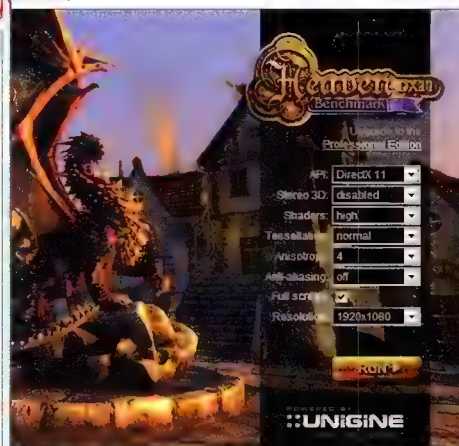 Heaven DX11
Benchmark
Upgrade to the
Professional Edition
API: DirectX 11
Stereo 3D: disabled
Shaders: high
Tessellation: normal
Anisotropy: 4
Anti-aliasing: off
Full screen:
Resolution: 1920x1080
RUN
POWERED BY
UNIGINE